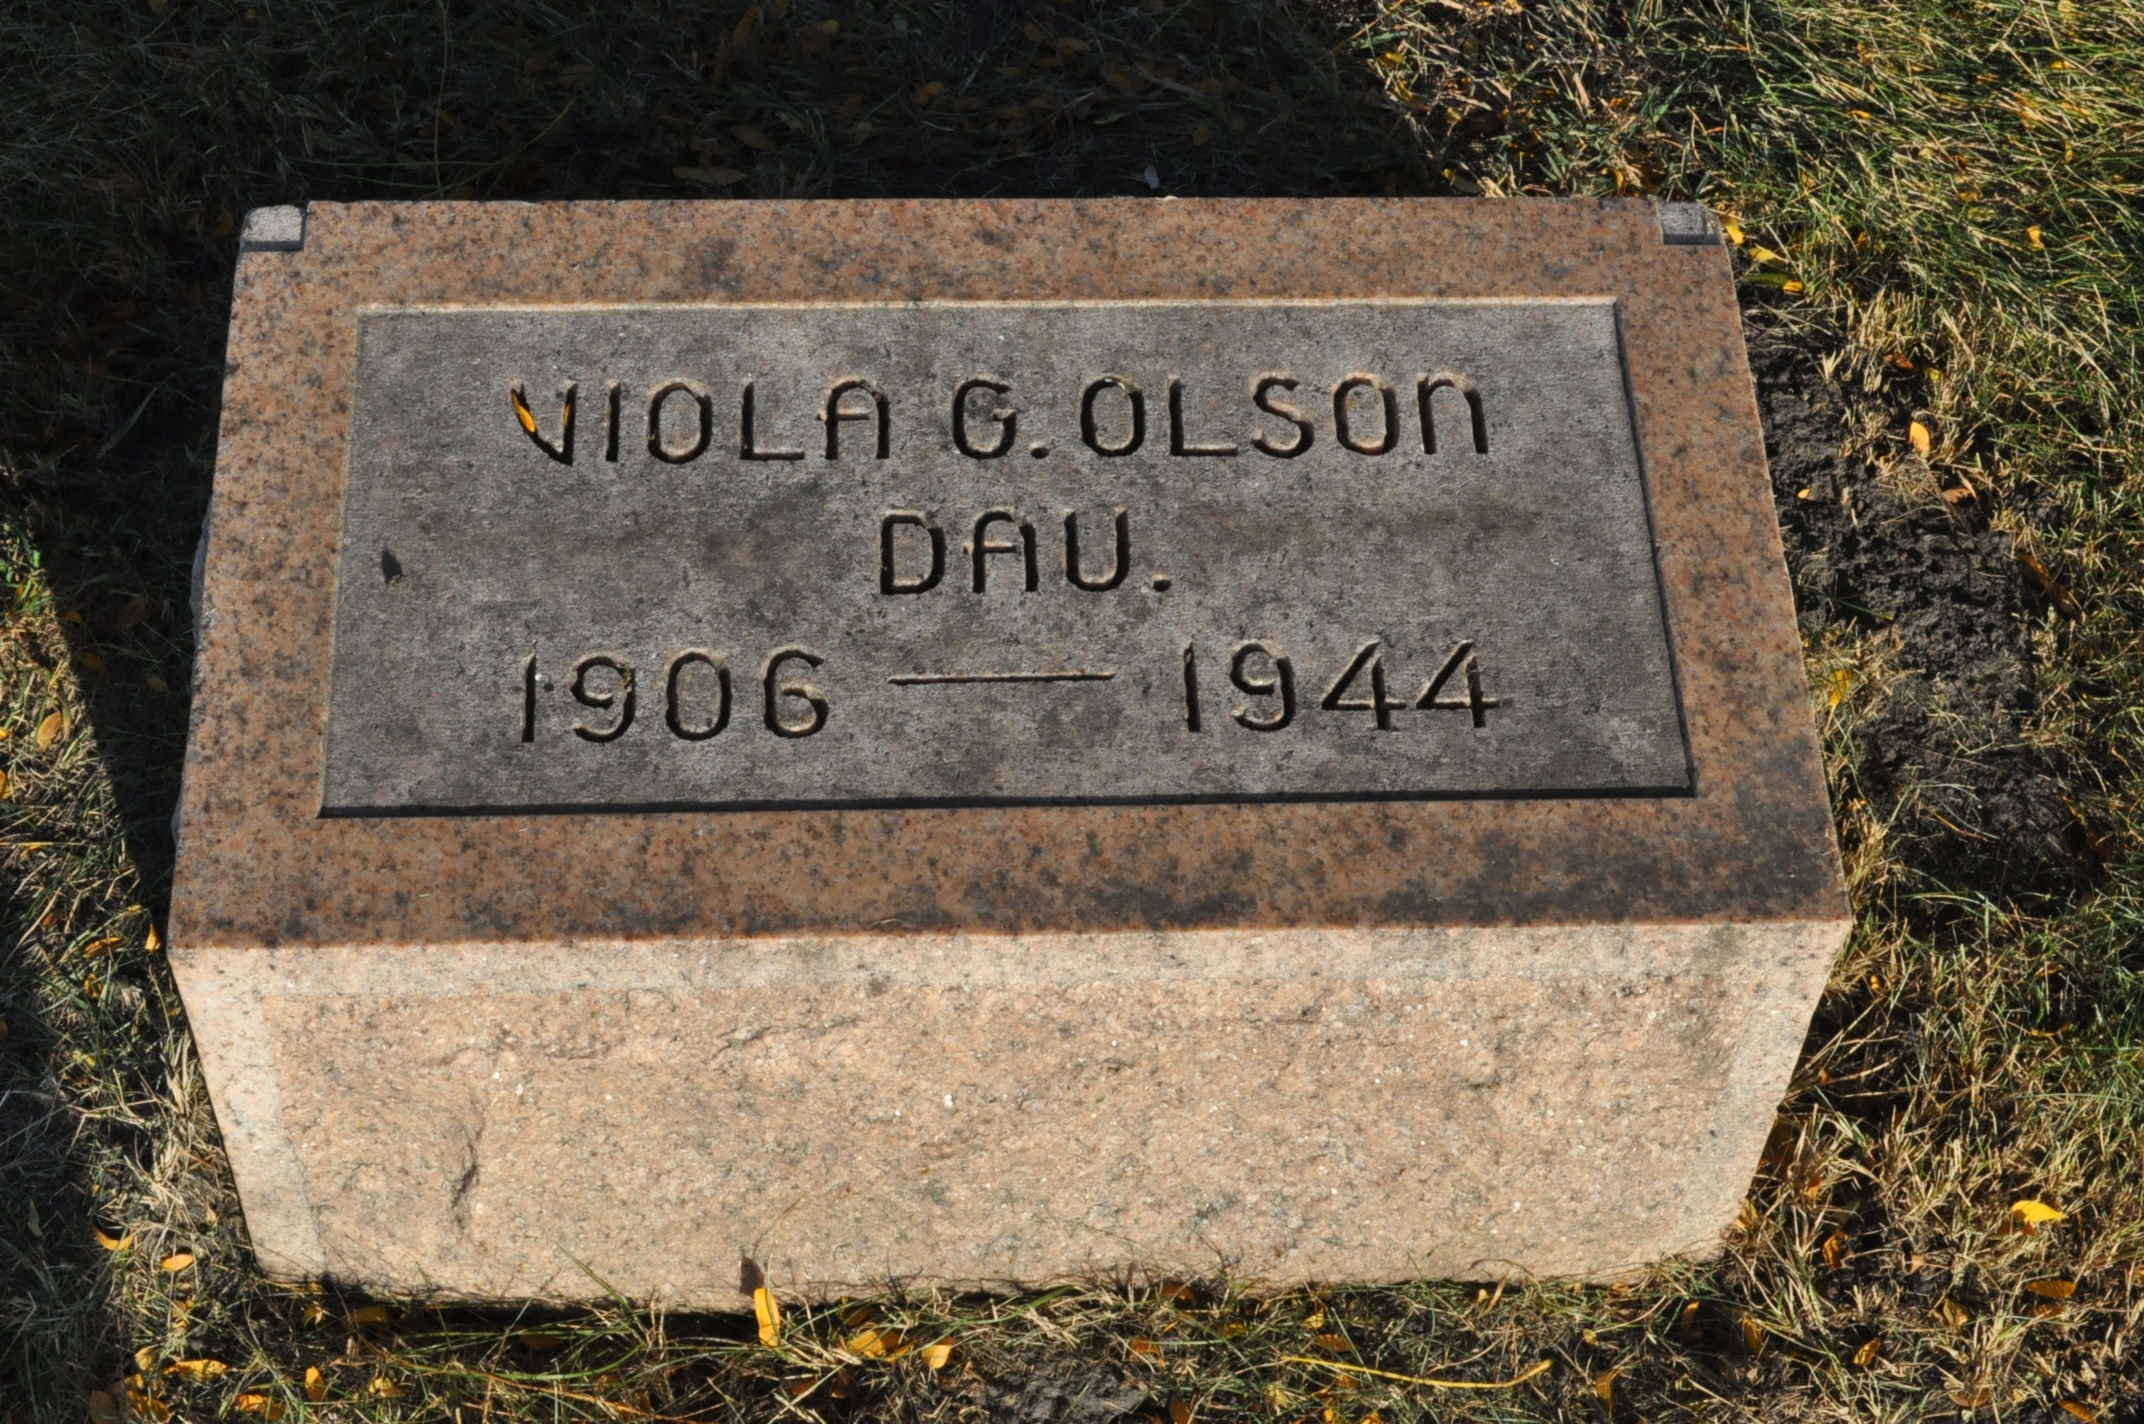 VIOLA G. OLSON
DAU.
1906 — 1944